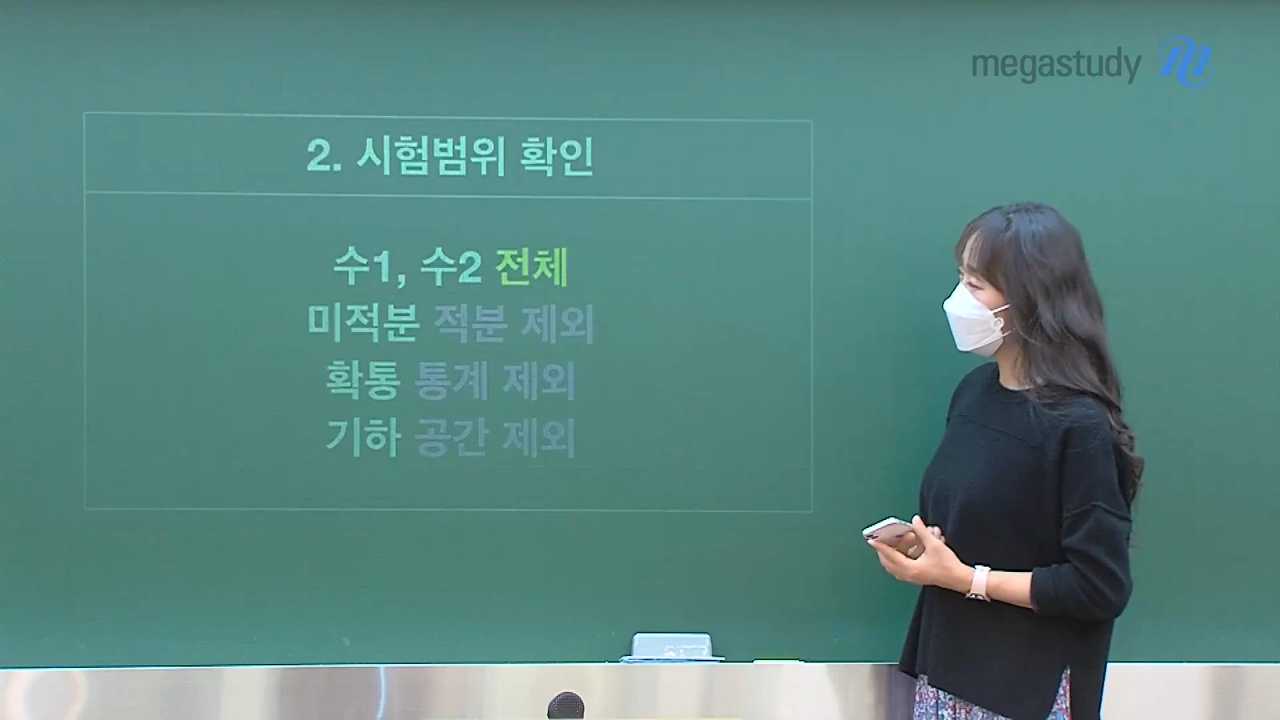 megastudy
2. 시험범위 확인
수1, 수2 전체
미적분 적분 제외
확통 통계 제외
기하 공간 제외